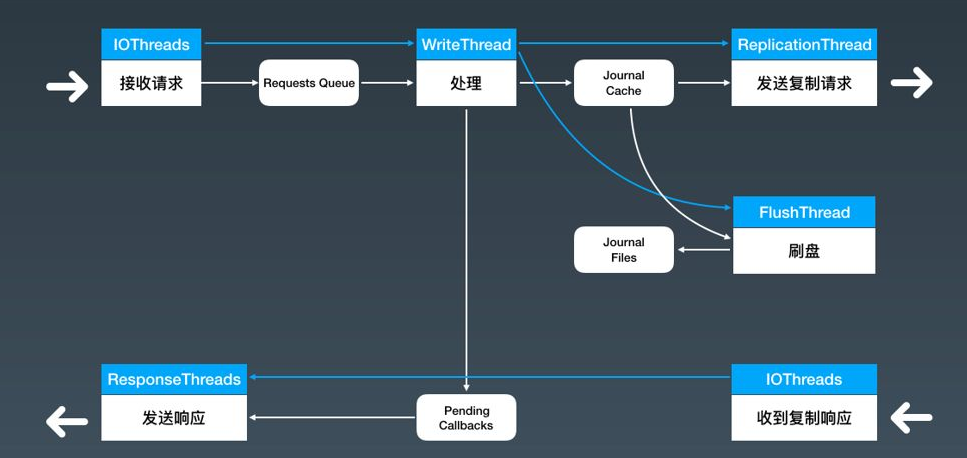 IOThreads
接收请求
Requests Queue
WriteThread
处理
Journal
Cache
ReplicationThread
发送复制请求
FlushThread
刷盘
Journal
Files
ResponseThreads
发送响应
Pending
Callbacks
IOThreads
收到复制响应